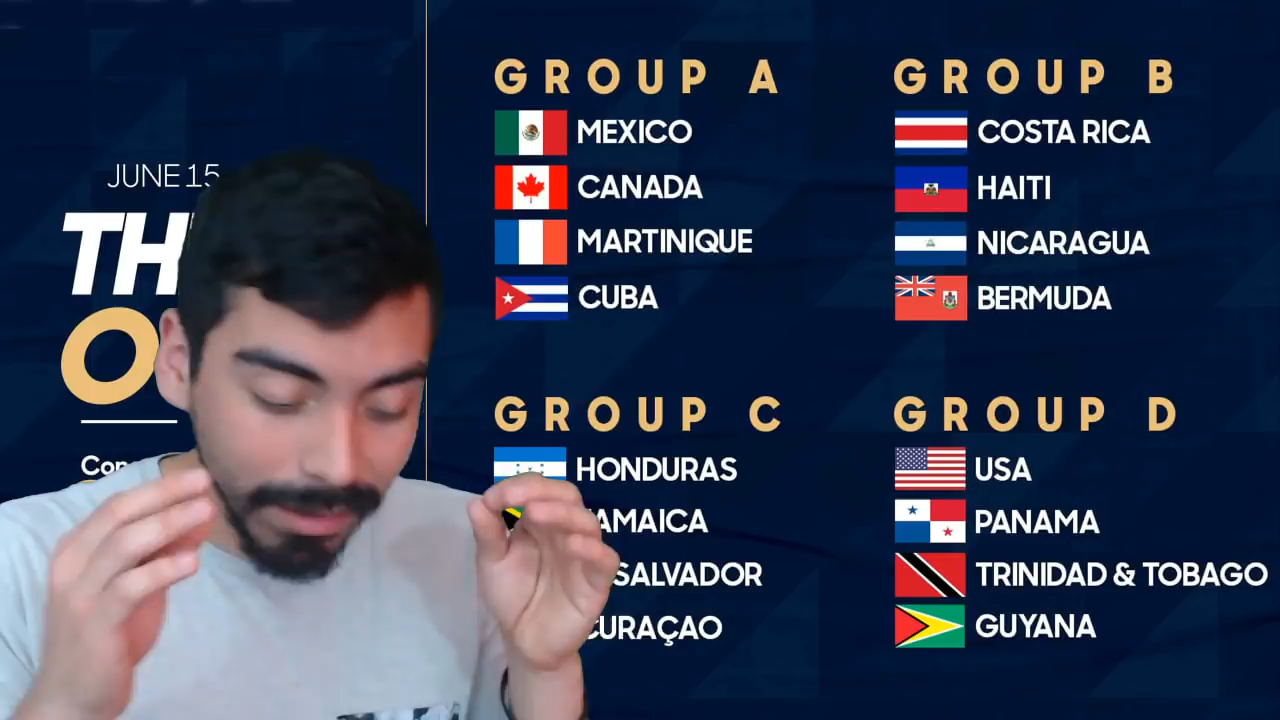 JUNE 15
GROUP A
MEXICO
CANADA
MARTINIQUE
CUBA
GROUP B
COSTA RICA
HAITI
NICARAGUA
BERMUDA
GROUP C
HONDURAS
JAMAICA
SALVADOR
CURAÇAO
GROUP D
USA
PANAMA
TRINIDAD & TOBAGO
GUYANA